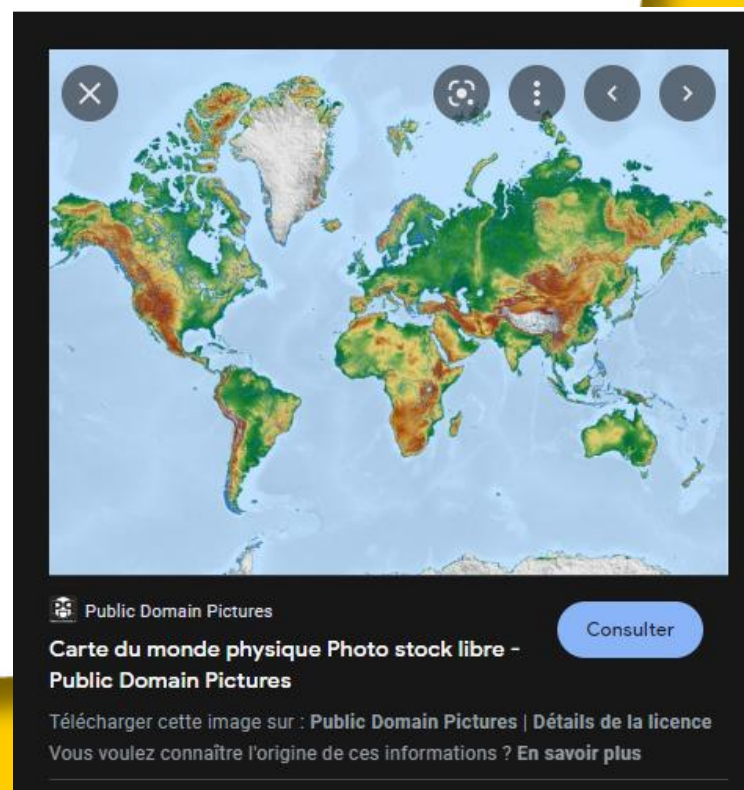 Public Domain Pictures
Consulter
Carte du monde physique Photo stock libre -
Public Domain Pictures
Télécharger cette image sur : Public Domain Pictures | Détails de la licence
Vous voulez connaître l'origine de ces informations ? En savoir plus